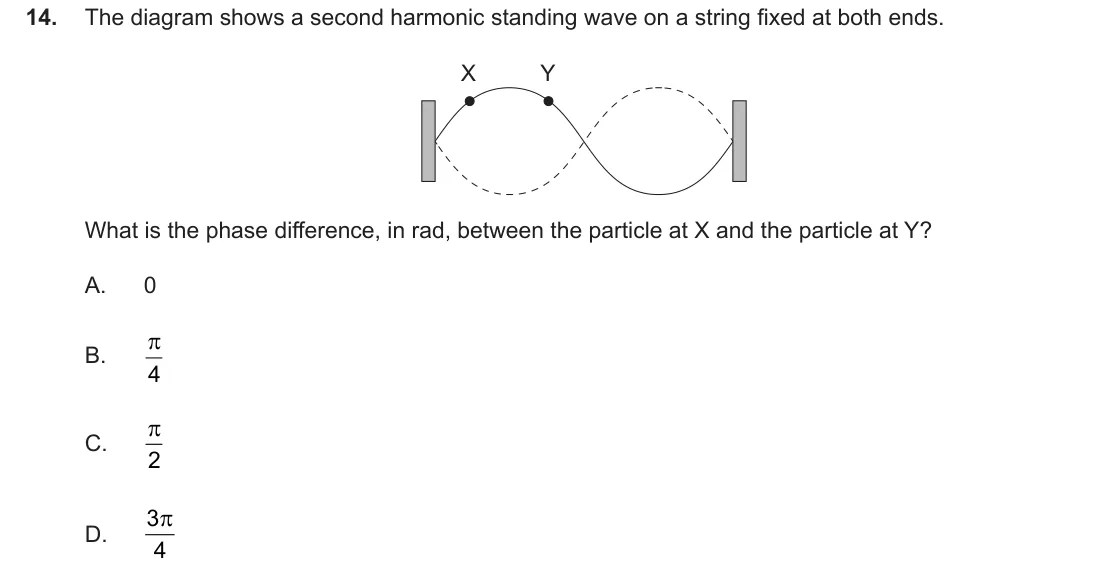 14. The diagram shows a second harmonic standing wave on a string fixed at both ends.
X Y
What is the phase difference, in rad, between the particle at X and the particle at Y?
A. 0
B. π/4
C. π/2
D. 3π/4